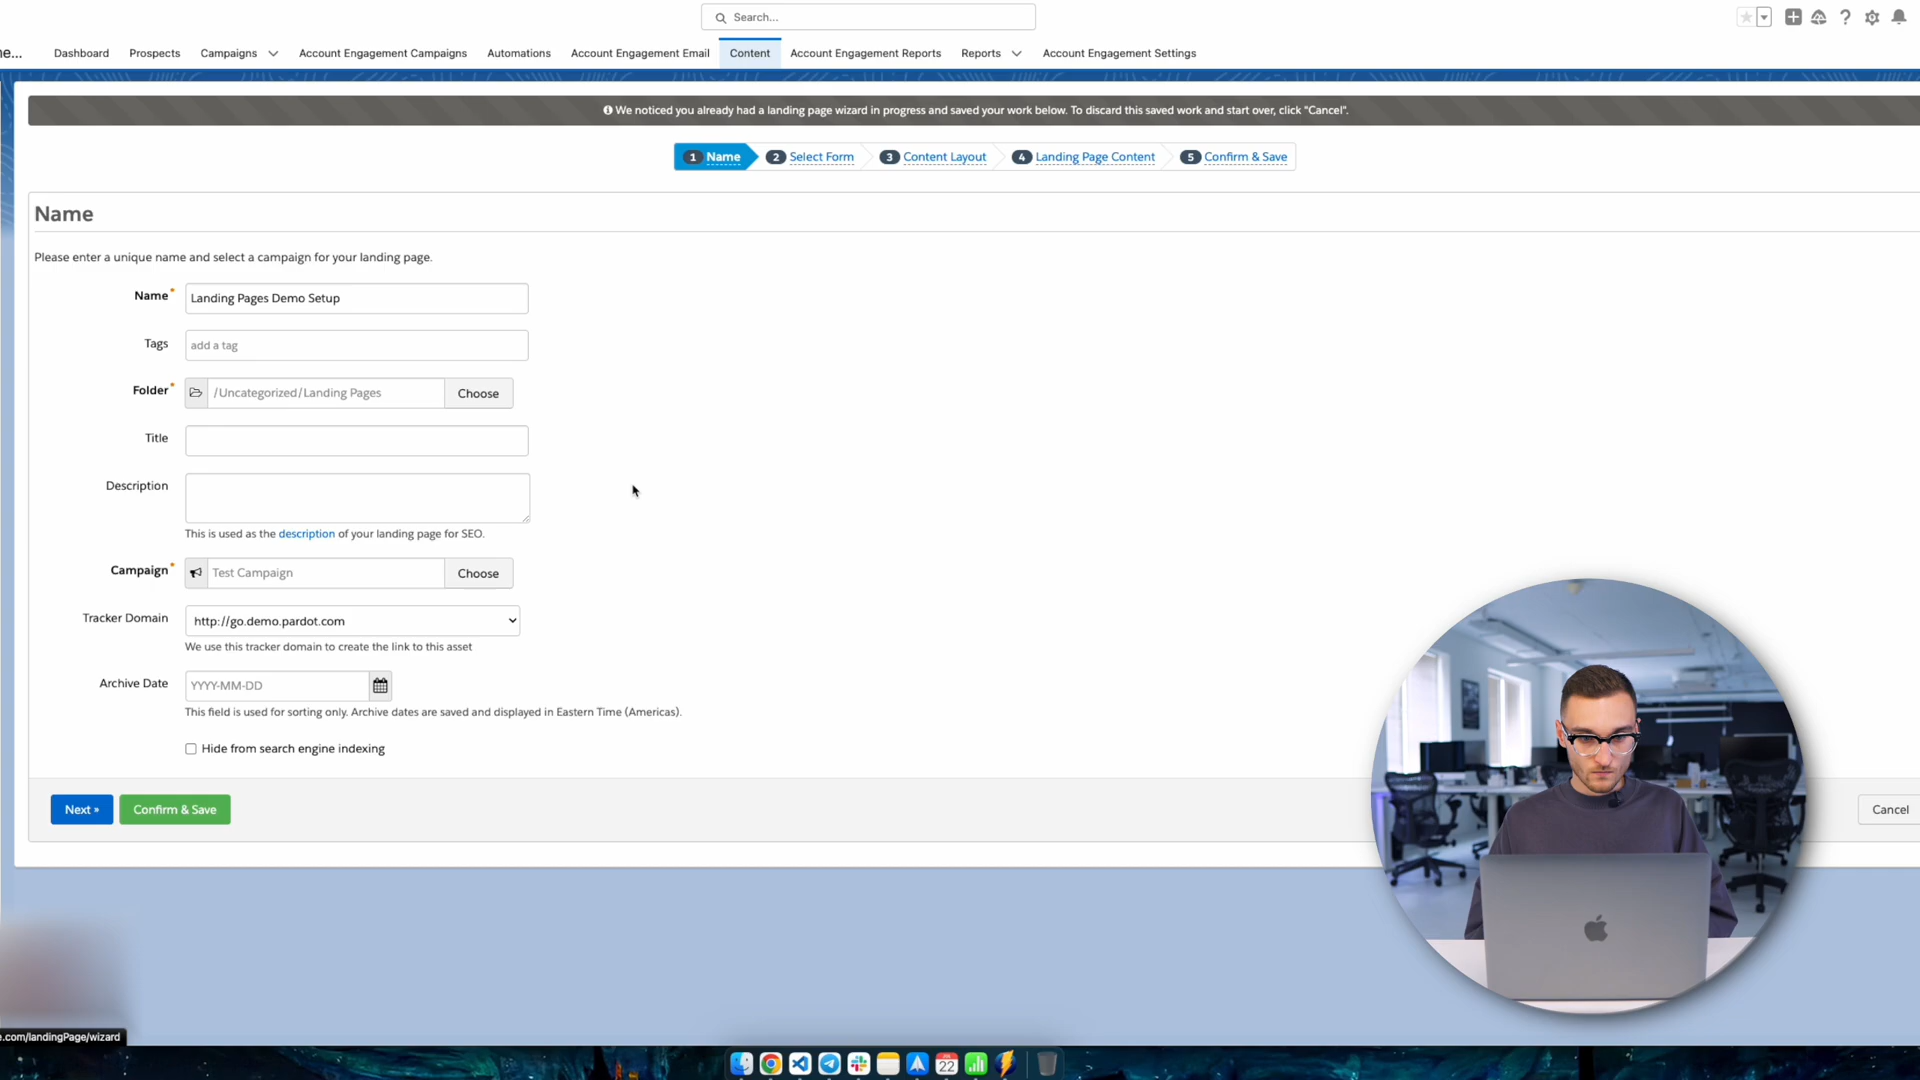 Search...
ne...
Dashboard
Prospects
Campaigns
Account Engagement Campaigns
Automations
Account Engagement Email
Content
Account Engagement Reports
Reports
Account Engagement Settings
We noticed you already had a landing page wizard in progress and saved your work below. To discard this saved work and start over, click "Cancel".
1 Name
2 Select Form
3 Content Layout
4 Landing Page Content
5 Confirm & Save
Name
Please enter a unique name and select a campaign for your landing page.
Name* Landing Pages Demo Setup
Tags add a tag
Folder* /Uncategorized/Landing Pages Choose
Title
Description
This is used as the description of your landing page for SEO.
Campaign* Test Campaign Choose
Tracker Domain http://go.demo.pardot.com
We use this tracker domain to create the link to this asset
Archive Date YYYY-MM-DD
This field is used for sorting only. Archive dates are saved and displayed in Eastern Time (Americas).
Hide from search engine indexing
Next »
Confirm & Save
Cancel
e.com/landingPage/wizard
22